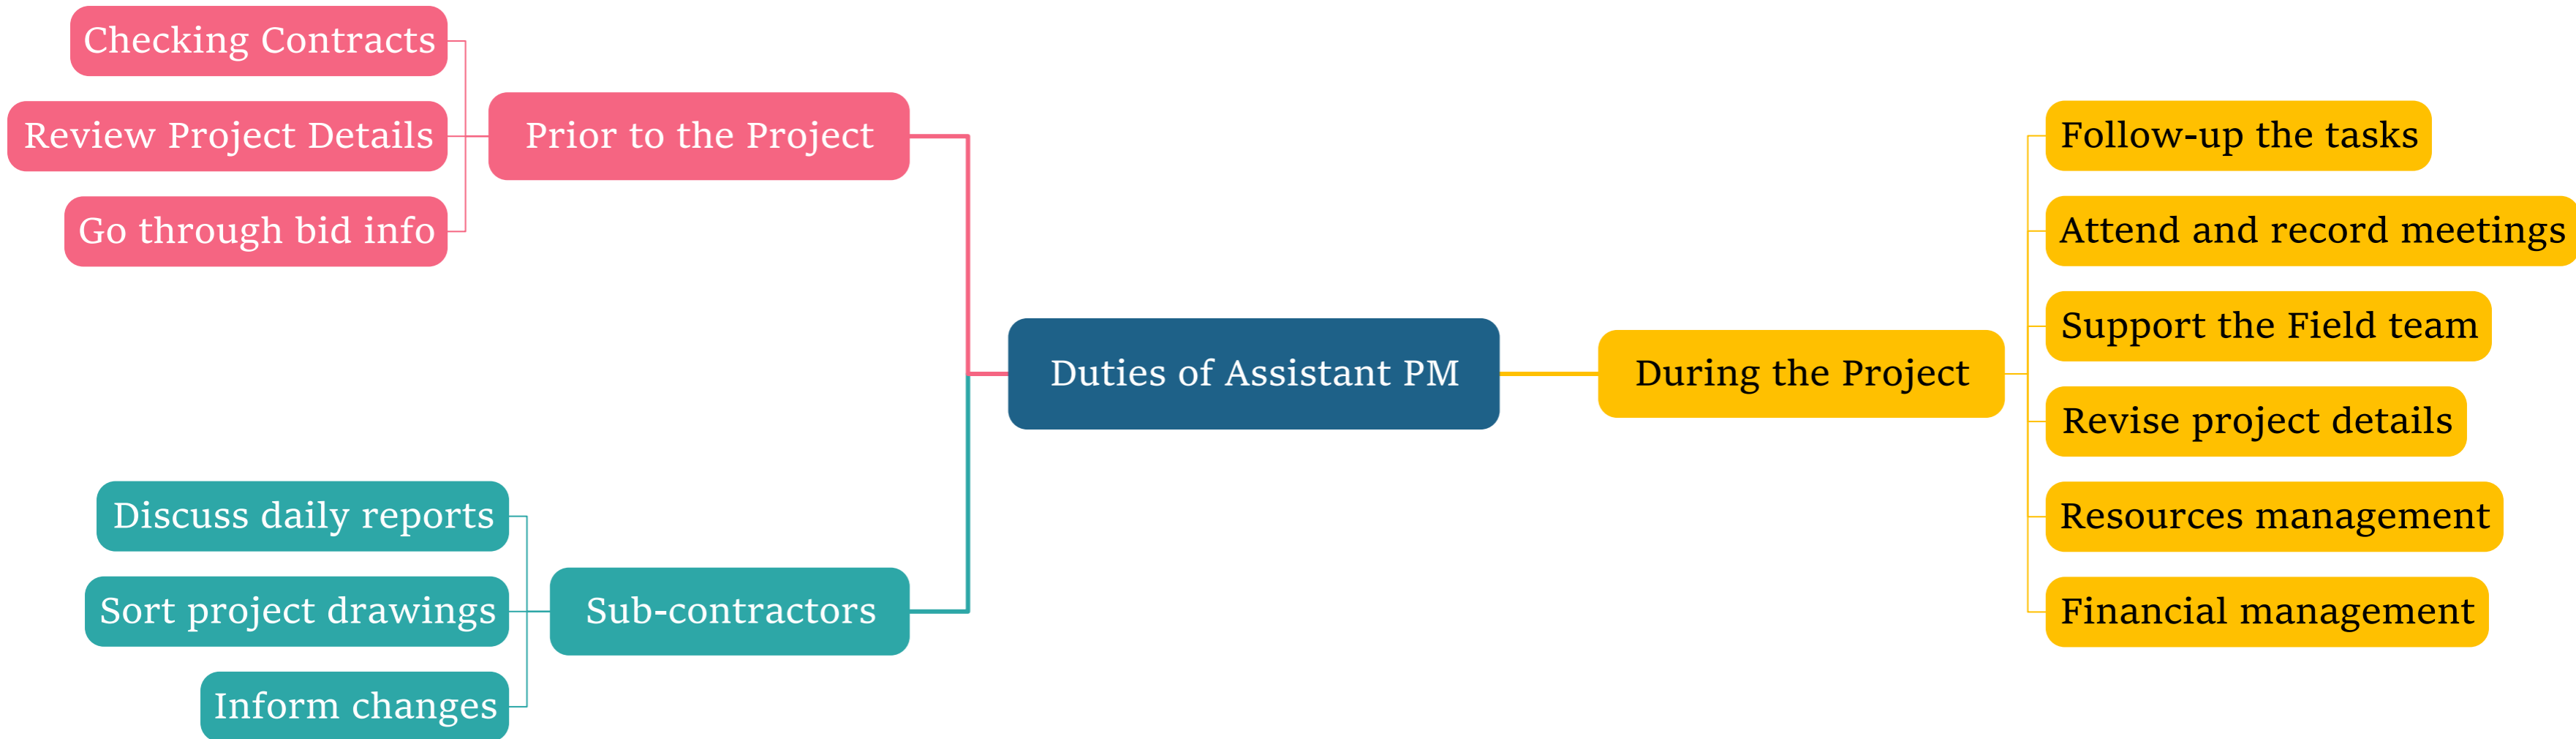 Checking Contracts
Review Project Details
Go through bid info
Prior to the Project
Discuss daily reports
Sort project drawings
Inform changes
Sub-contractors
Duties of Assistant PM
During the Project
Follow-up the tasks
Attend and record meetings
Support the Field team
Revise project details
Resources management
Financial management